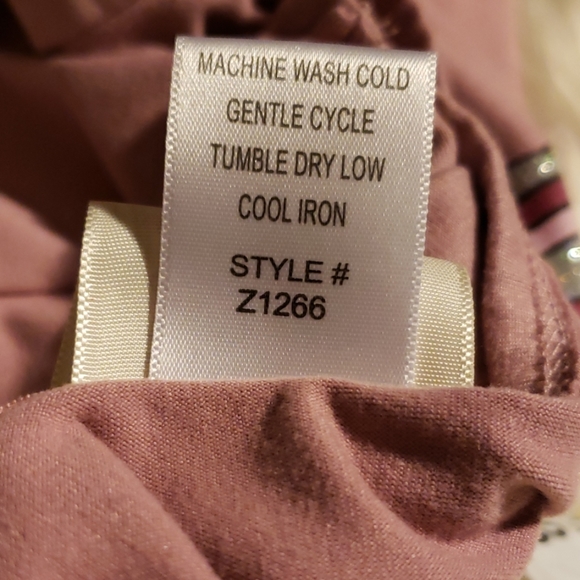 MACHINE WASH COLD
GENTLE CYCLE
TUMBLE DRY LOW
COOL IRON
STYLE #
Z1266